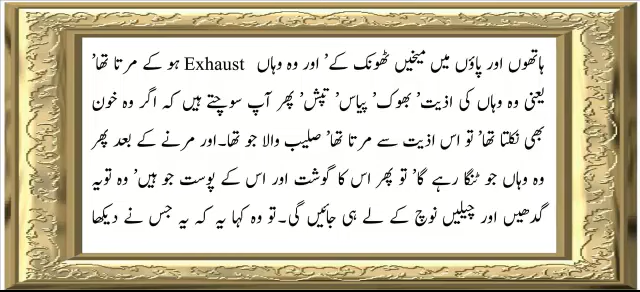 ہاتھوں اور پاؤں میں میخیں ٹھونک کے’ اور وہ وہاں Exhaust ہو کے مرتا تھا’
یعنی وہ وہاں کی اذیت’ بھوک’ پیاس’ تپش’ پھر آپ سوچتے ہیں کہ اگر وہ خون
بھی نکلتا تھا’ تو اس اذیت سے مرتا تھا’ صلیب والا جو تھا۔اور مرنے کے بعد پھر
وہ وہاں جو ٹنگا رہے گا’ تو پھر اس کا گوشت اور اس کے پوست جو ہیں’ وہ تویہ
گدھیں اور چیلیں نوچ کے لے ہی جائیں گی۔تو وہ کہا یہ کہ یہ جس نے دیکھا